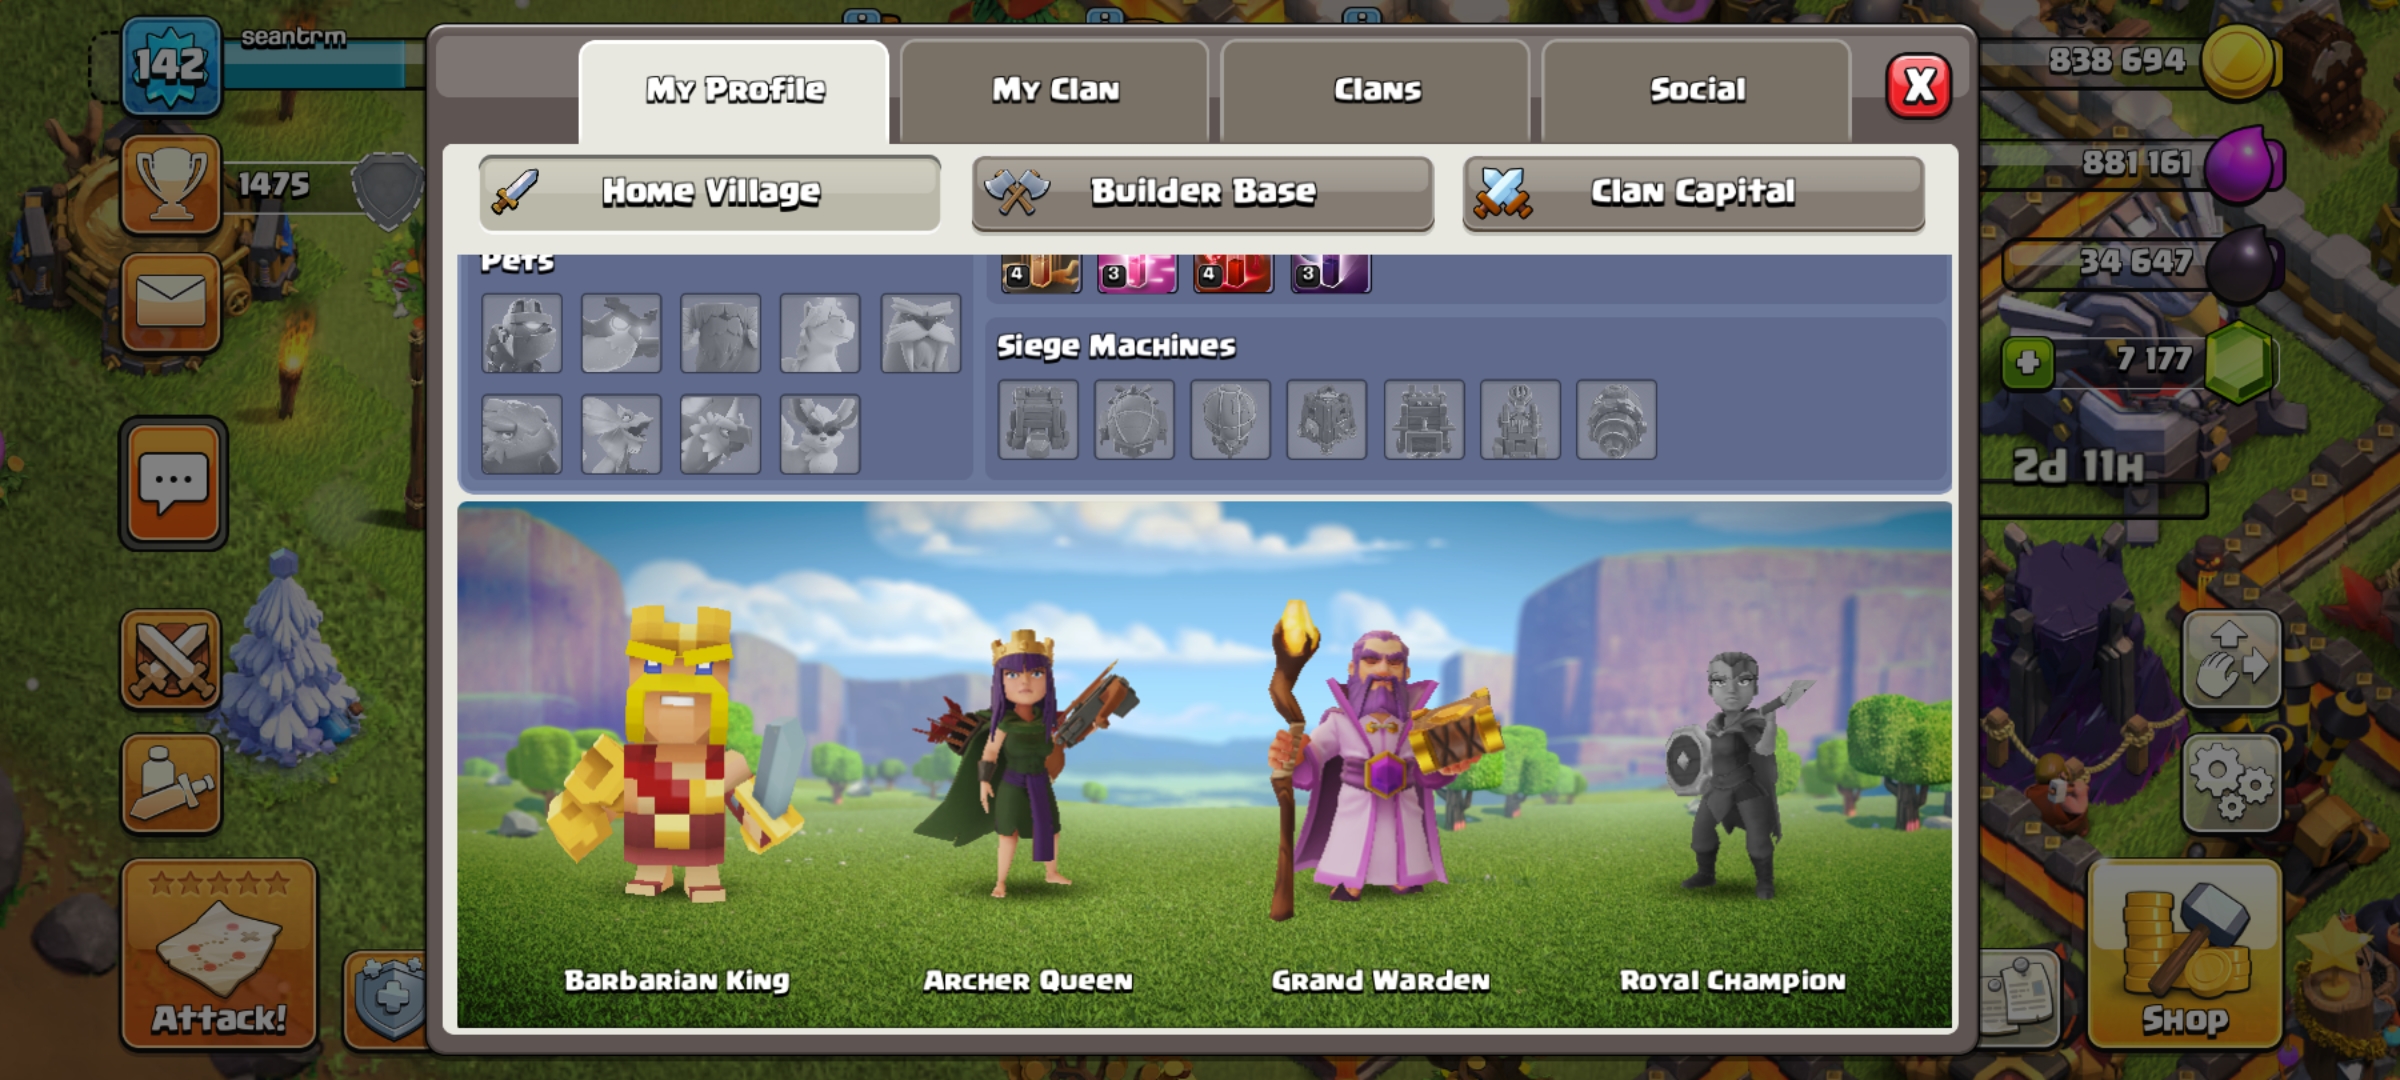 142
seantrm
1475
My Profile
My Clan
Clans
Social
X
Home Village
Builder Base
Clan Capital
838 694
881 161
34 647
7 177
2d 11H
Pets
4
3
4
3
Siege Machines
Barbarian King
Archer Queen
Grand Warden
Royal Champion
Attack!
Shop